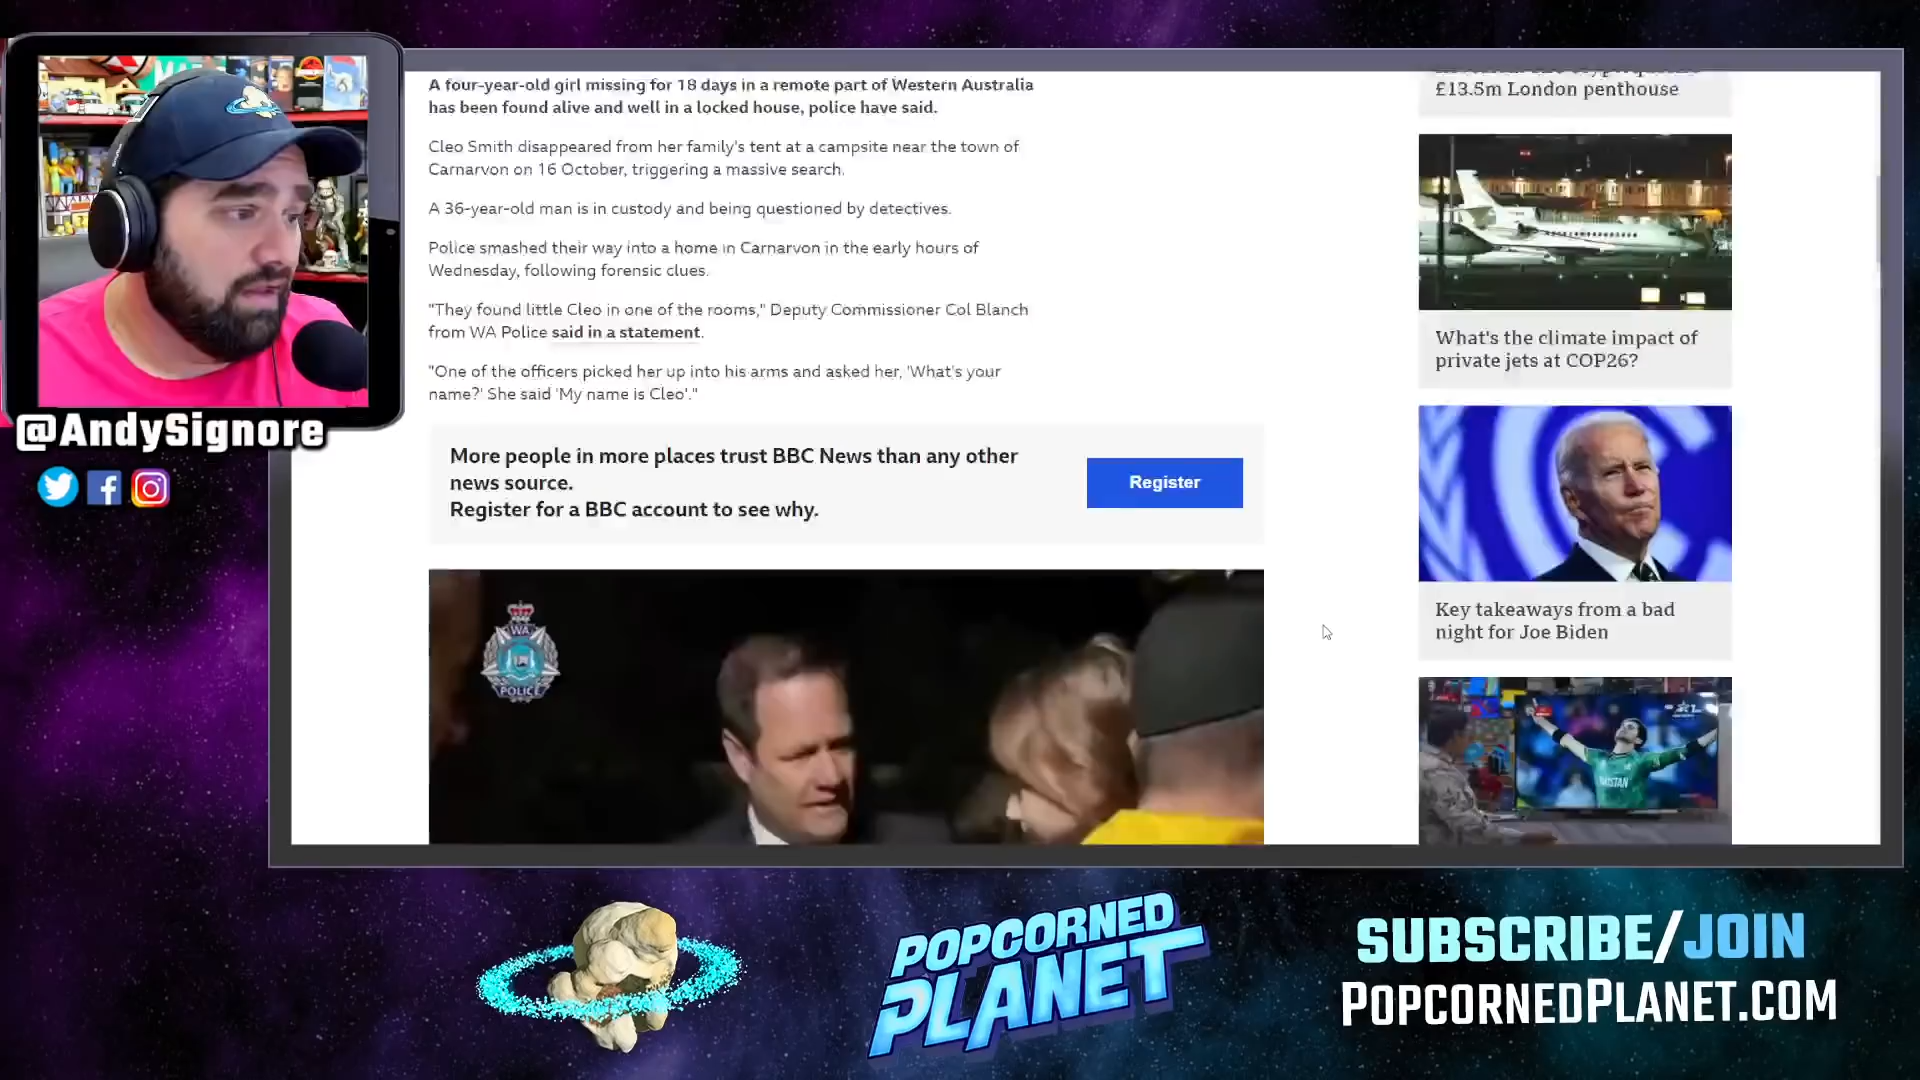 A four-year-old girl missing for 18 days in a remote part of Western Australia
has been found alive and well in a locked house, police have said.
Cleo Smith disappeared from her family's tent at a campsite near the town of
Carnarvon on 16 October, triggering a massive search.
A 36-year-old man is in custody and being questioned by detectives.
Police smashed their way into a home in Carnarvon in the early hours of
Wednesday, following forensic clues.
"They found little Cleo in one of the rooms," Deputy Commissioner Col Blanch
from WA Police said in a statement.
"One of the officers picked her up into his arms and asked her, 'What's your
name?' She said 'My name is Cleo'."
More people in more places trust BBC News than any other
news source.
Register for a BBC account to see why.
Register
WA
POLICE
£13.5m London penthouse
What's the climate impact of
private jets at COP26?
Key takeaways from a bad
night for Joe Biden
PAKISTAN
@AndySignore
POPCORNED
PLANET
SUBSCRIBE/JOIN
POPCORNEDPLANET.COM